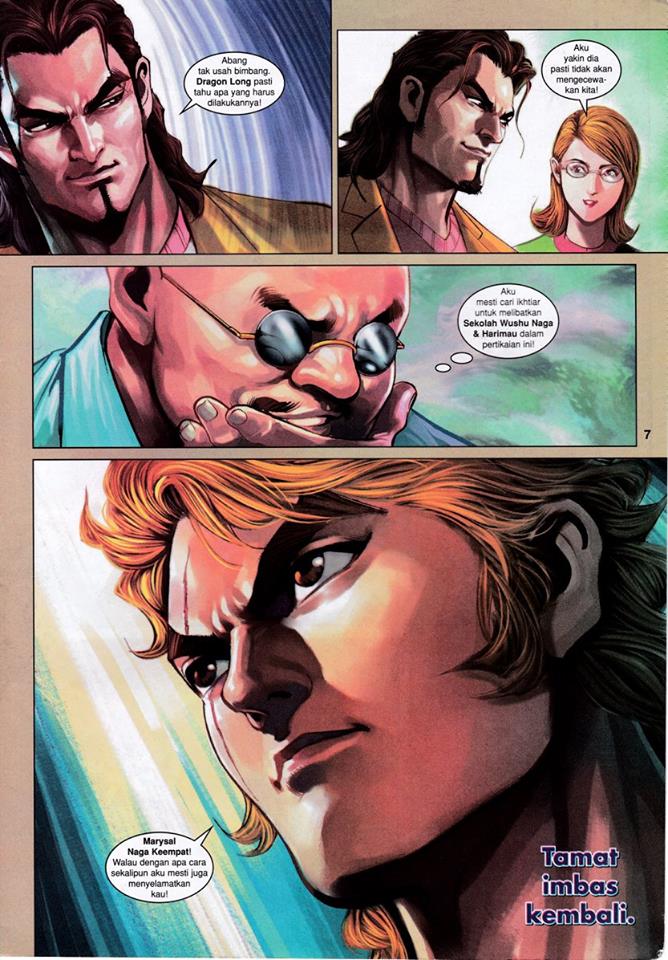 Abang
tak usah bimbang.
Dragon Long pasti
tahu apa yang harus
dilakukannya!
Aku
yakin dia
pasti tidak akan
mengecewa-
kan kita!
Aku
mesti cari ikhtiar
untuk melibatkan
Sekolah Wushu Naga
& Harimau dalam
pertikaian ini!
7
Marysal
Naga Keempat!
Walau dengan apa cara
sekalipun aku mesti juga
menyelamatkan
kau!
Tamat
imbas
kembali.